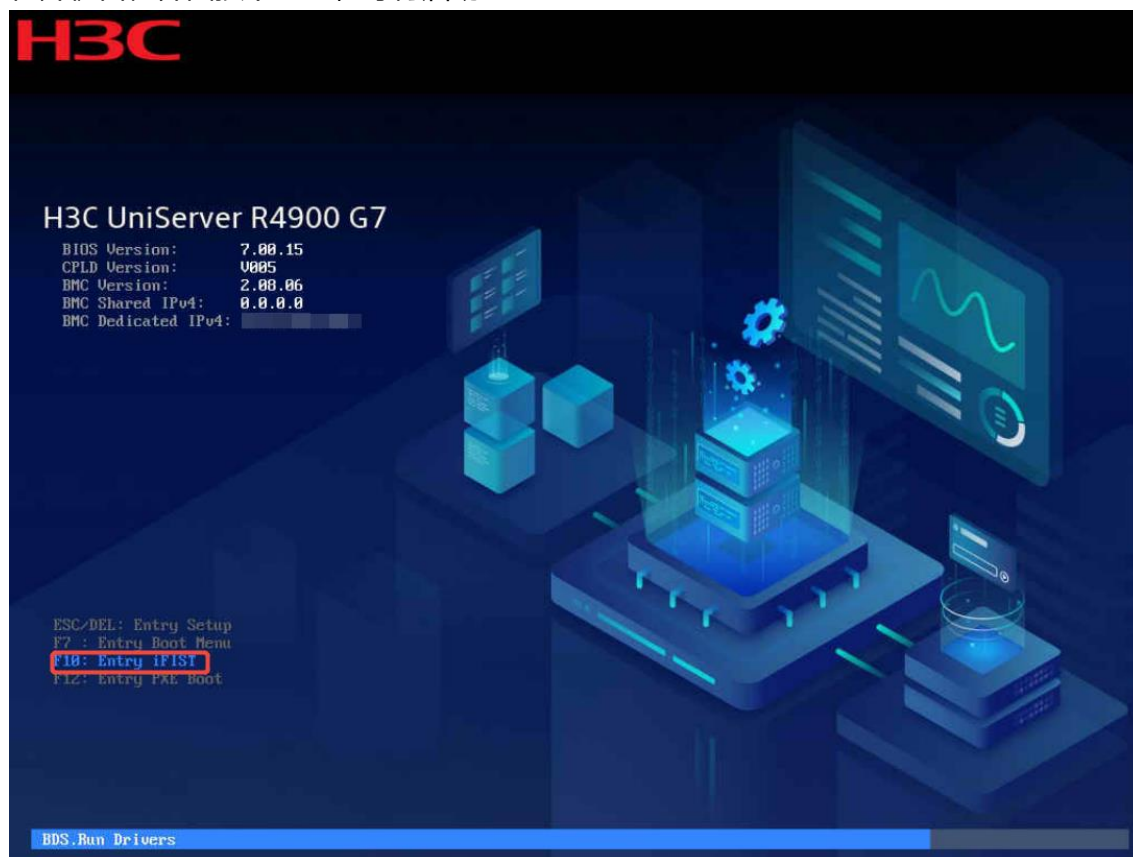 H3C
H3C UniServer R4900 G7
BIOS Version: 7.00.15
CPLD Version: V005
BMC Version: 2.08.06
BMC Shared IPv4: 0.0.0.0
BMC Dedicated IPv4:
ESC/DEL: Entry Setup
F7 : Entry Boot Menu
F10: Entry iFIST
F12: Entry PXE Boot
BDS.Run Drivers